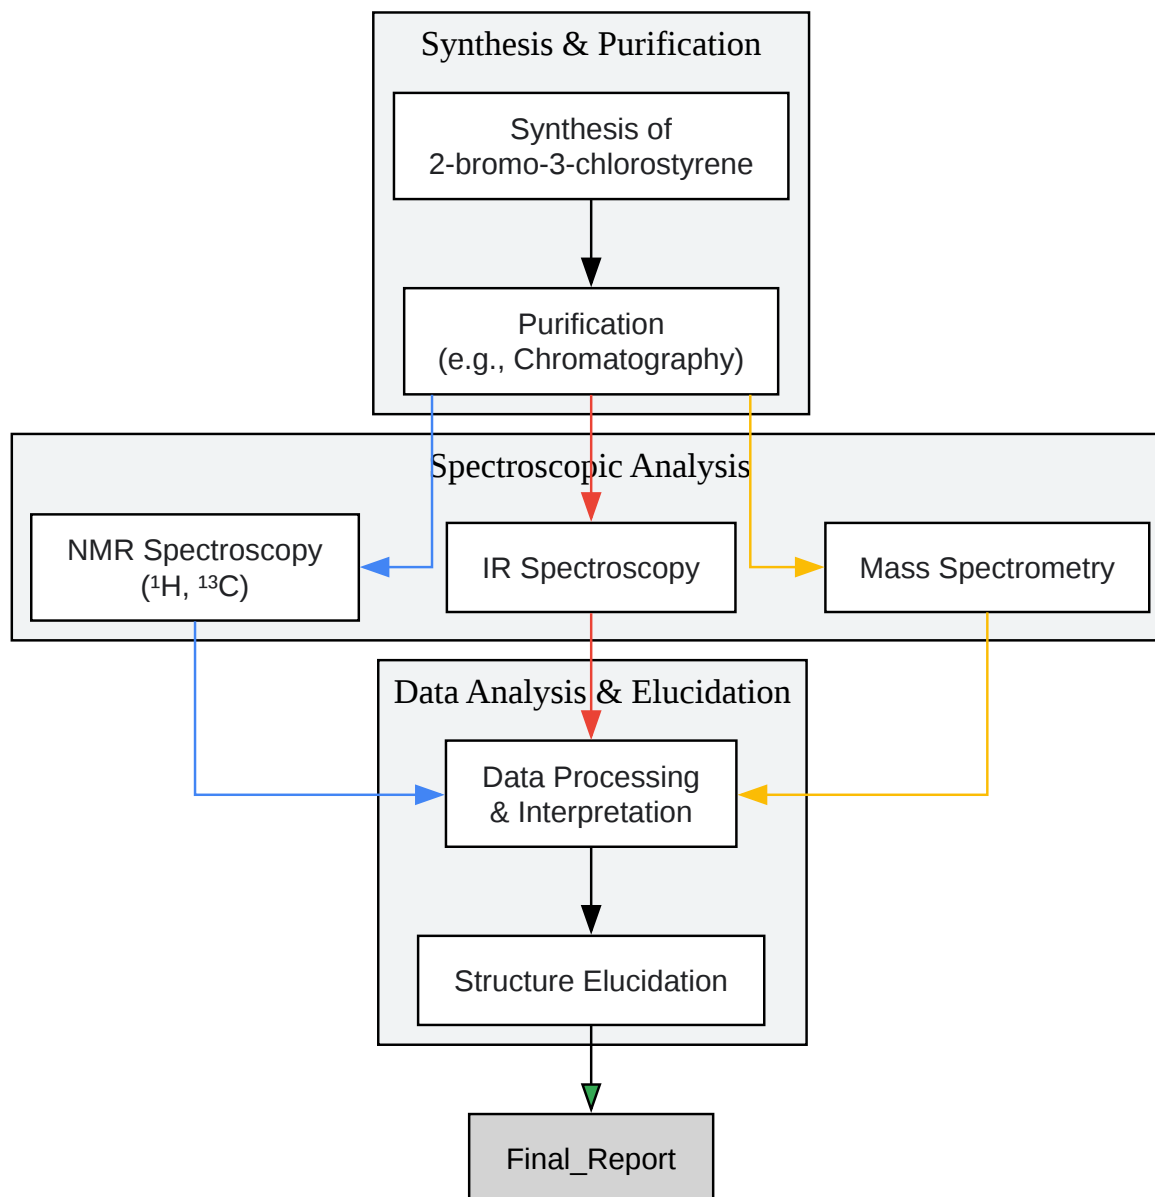 Synthesis & Purification
Synthesis of
2-bromo-3-chlorostyrene
Purification
(e.g., Chromatography)
Spectroscopic Analysis
NMR Spectroscopy
(¹H, ¹³C)
IR Spectroscopy
Mass Spectrometry
Data Analysis & Elucidation
Data Processing
& Interpretation
Structure Elucidation
Final_Report